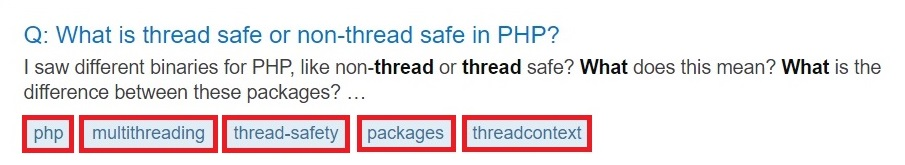 Q: What is thread safe or non-thread safe in PHP?
I saw different binaries for PHP, like non-thread or thread safe? What does this mean? What is the
difference between these packages? …
php multithreading thread-safety packages threadcontext